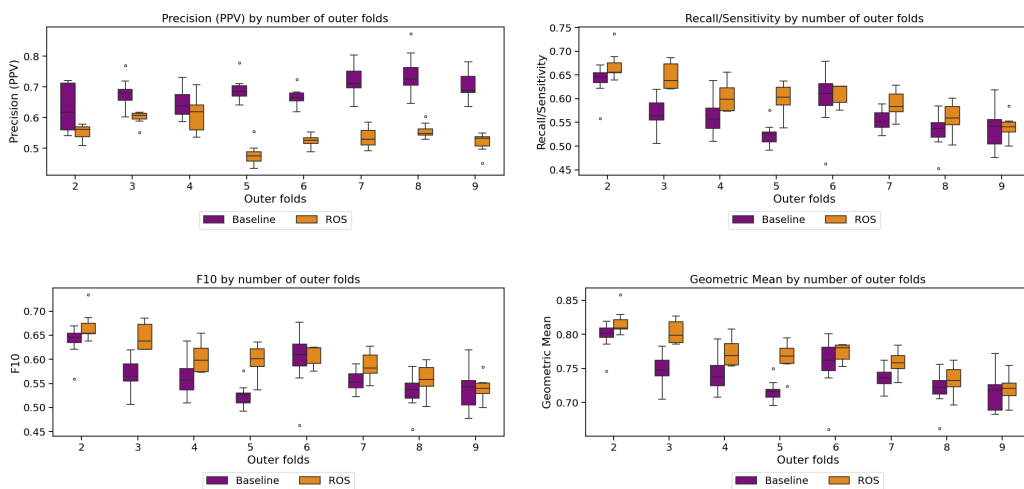 Precision (PPV) by number of outer folds
Precision (PPV)
0.8
0.7
0.6
0.5
2 3 4 5 6 7 8 9
Outer folds
Baseline ROS
Recall/Sensitivity by number of outer folds
Recall/Sensitivity
0.75
0.70
0.65
0.60
0.55
0.50
0.45
2 3 4 5 6 7 8 9
Outer folds
Baseline ROS
F10 by number of outer folds
F10
0.70
0.65
0.60
0.55
0.50
0.45
2 3 4 5 6 7 8 9
Outer folds
Baseline ROS
Geometric Mean by number of outer folds
Geometric Mean
0.85
0.80
0.75
0.70
2 3 4 5 6 7 8 9
Outer folds
Baseline ROS